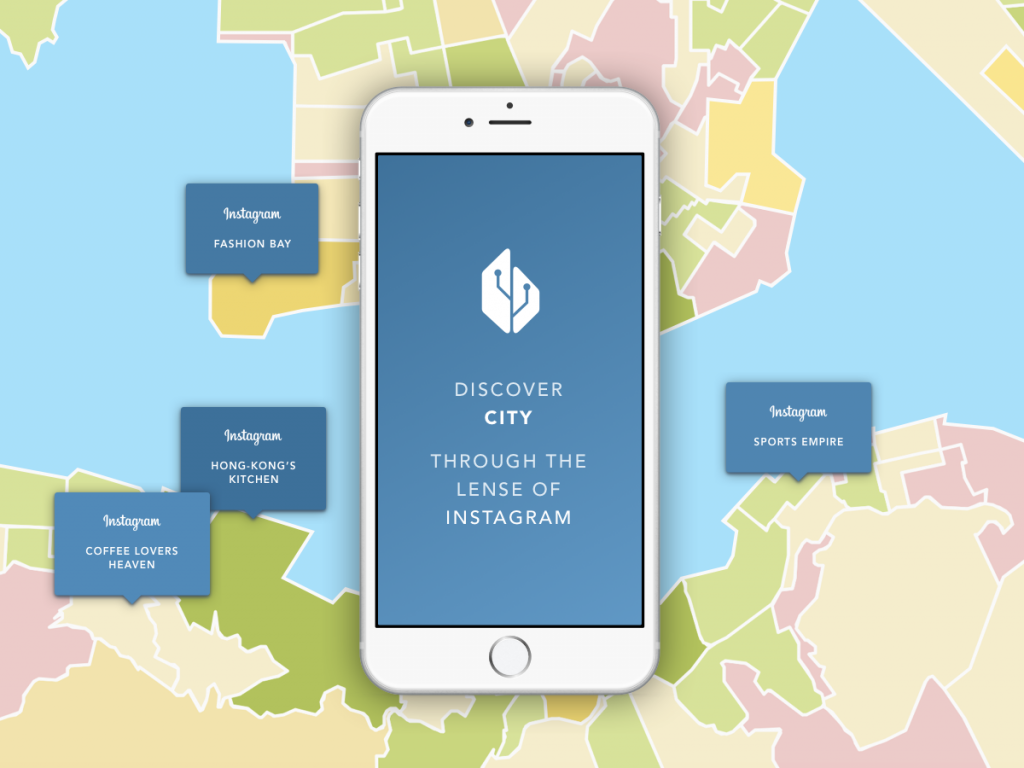 Instagram
FASHION BAY
Instagram
HONG-KONG'S
KITCHEN
Instagram
COFFEE LOVERS
HEAVEN
DISCOVER
CITY
THROUGH THE
LENSE OF
INSTAGRAM
Instagram
SPORTS EMPIRE